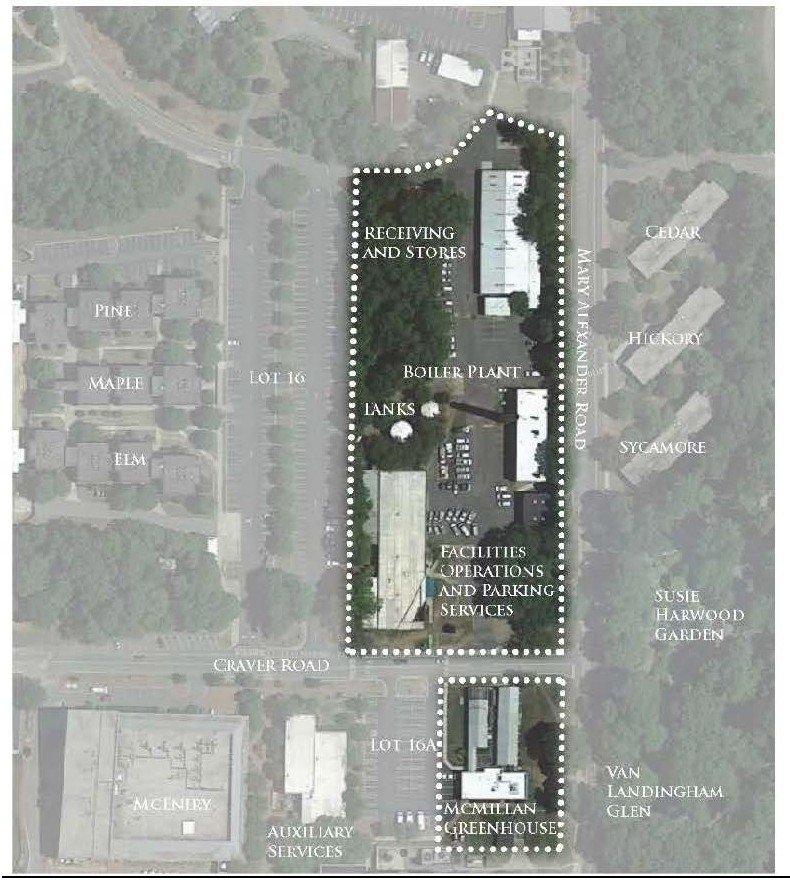 RECEIVING
AND STORES
CEDAR
MARY ALEXANDER ROAD
PINE
HICKORY
LOT 16
BOILER PLANT
MAPLE
TANKS
ELM
SYCAMORE
FACILITIES
OPERATIONS
AND PARKING
SERVICES
SUSIE
HARWOOD
GARDEN
CRAVER ROAD
LOT 16A
VAN
LANDINGHAM
GLEN
MCENIRY
MCMILLAN
GREENHOUSE
AUXILIARY
SERVICES